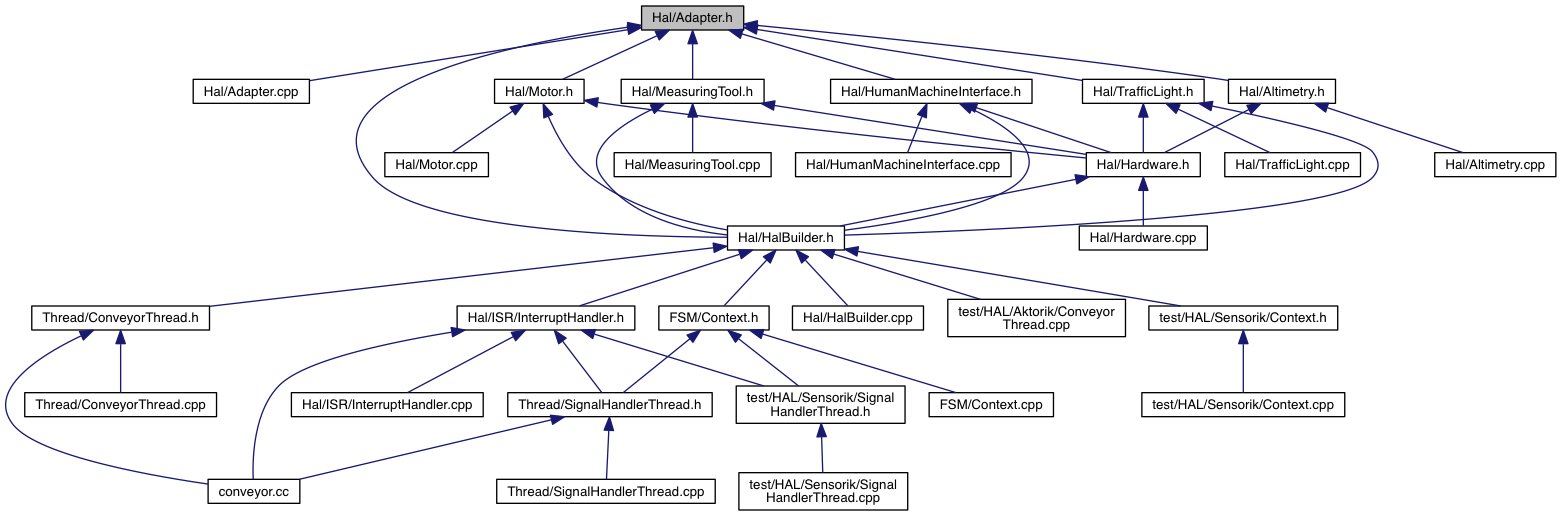 Hal/Adapter.h
Hal/Adapter.cpp
Hal/Motor.h
Hal/MeasuringTool.h
Hal/HumanMachineInterface.h
Hal/TrafficLight.h
Hal/Altimetry.h
Hal/Motor.cpp
Hal/MeasuringTool.cpp
Hal/HumanMachineInterface.cpp
Hal/Hardware.h
Hal/TrafficLight.cpp
Hal/Altimetry.cpp
Hal/HalBuilder.h
Hal/Hardware.cpp
Thread/ConveyorThread.h
Hal/ISR/InterruptHandler.h
FSM/Context.h
Hal/HalBuilder.cpp
test/HAL/Aktorik/Conveyor
Thread.cpp
test/HAL/Sensorik/Context.h
Thread/ConveyorThread.cpp
Hal/ISR/InterruptHandler.cpp
Thread/SignalHandlerThread.h
test/HAL/Sensorik/Signal
HandlerThread.h
FSM/Context.cpp
test/HAL/Sensorik/Context.cpp
conveyor.cc
Thread/SignalHandlerThread.cpp
test/HAL/Sensorik/Signal
HandlerThread.cpp